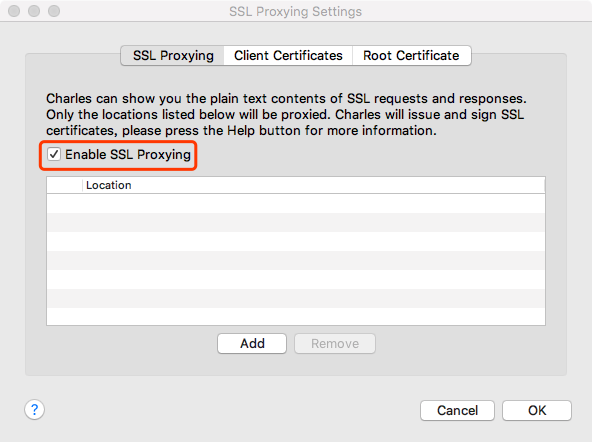 SSL Proxying Settings
SSL Proxying Client Certificates Root Certificate
Charles can show you the plain text contents of SSL requests and responses.
Only the locations listed below will be proxied. Charles will issue and sign SSL
certificates, please press the Help button for more information.
Enable SSL Proxying
Location
Add Remove
? Cancel OK